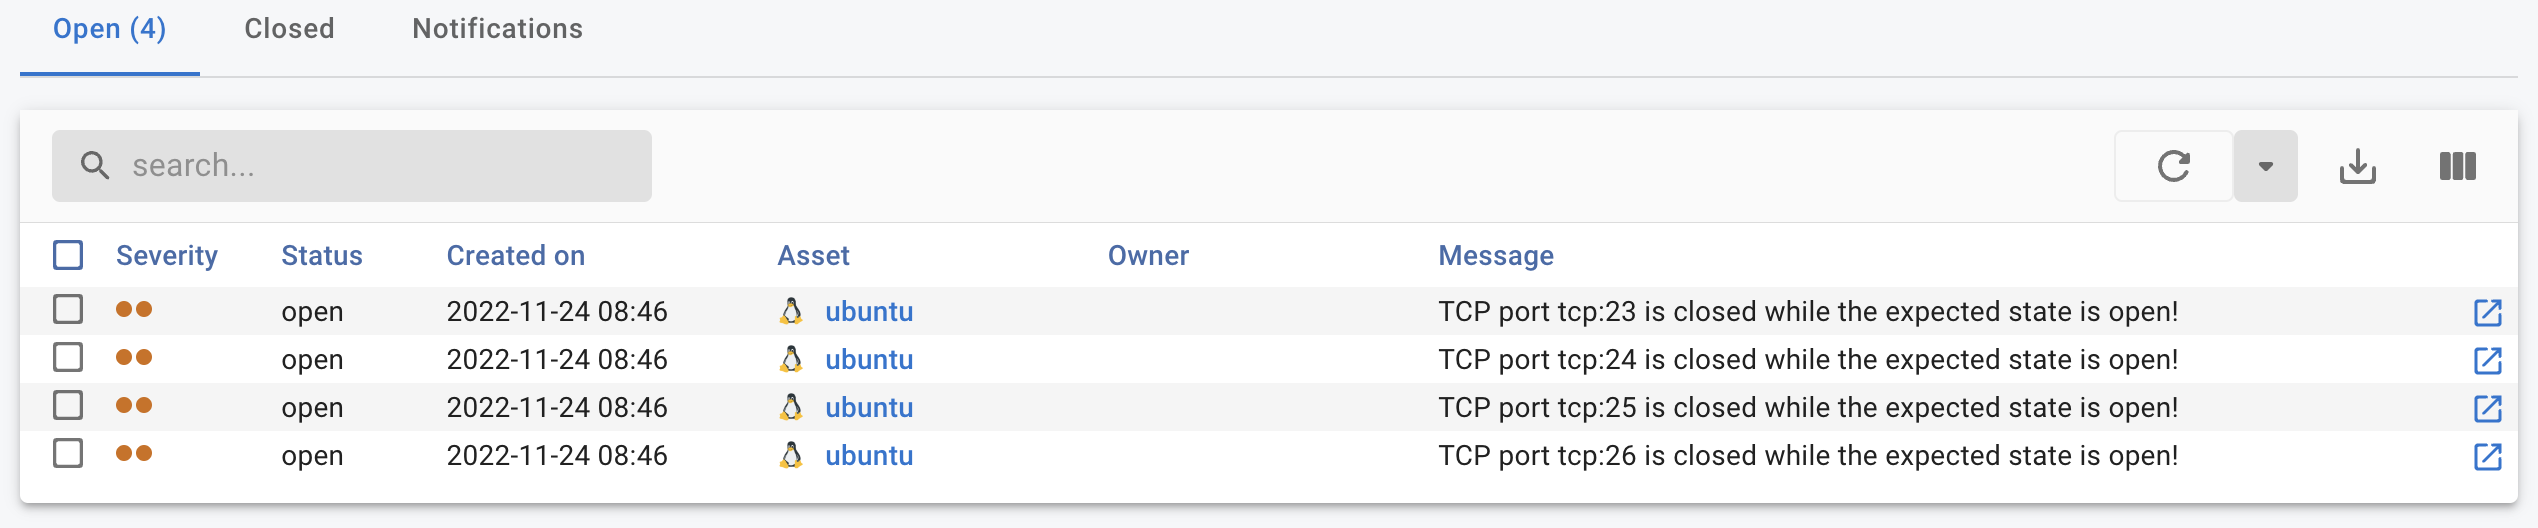 Open (4) Closed Notifications
search...
Severity Status Created on Asset Owner Message
open 2022-11-24 08:46 ubuntu TCP port tcp:23 is closed while the expected state is open!
open 2022-11-24 08:46 ubuntu TCP port tcp:24 is closed while the expected state is open!
open 2022-11-24 08:46 ubuntu TCP port tcp:25 is closed while the expected state is open!
open 2022-11-24 08:46 ubuntu TCP port tcp:26 is closed while the expected state is open!